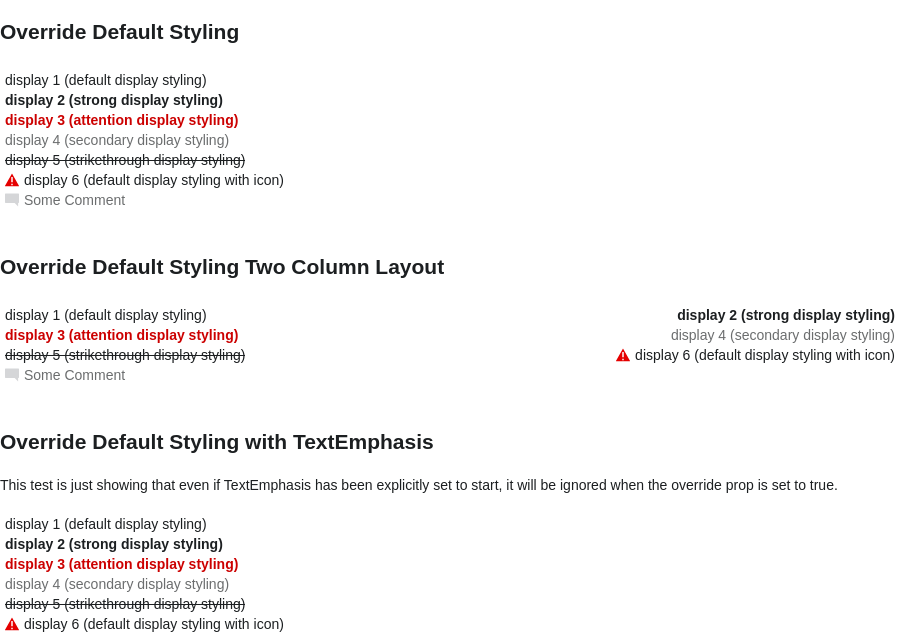 Override Default Styling
display 1 (default display styling)
display 2 (strong display styling)
display 3 (attention display styling)
display 4 (secondary display styling)
display 5 (strikethrough display styling)
display 6 (default display styling with icon)
Some Comment
Override Default Styling Two Column Layout
display 1 (default display styling)
display 2 (strong display styling)
display 3 (attention display styling)
display 4 (secondary display styling)
display 5 (strikethrough display styling)
display 6 (default display styling with icon)
Some Comment
Override Default Styling with TextEmphasis
This test is just showing that even if TextEmphasis has been explicitly set to start, it will be ignored when the override prop is set to true.
display 1 (default display styling)
display 2 (strong display styling)
display 3 (attention display styling)
display 4 (secondary display styling)
display 5 (strikethrough display styling)
display 6 (default display styling with icon)